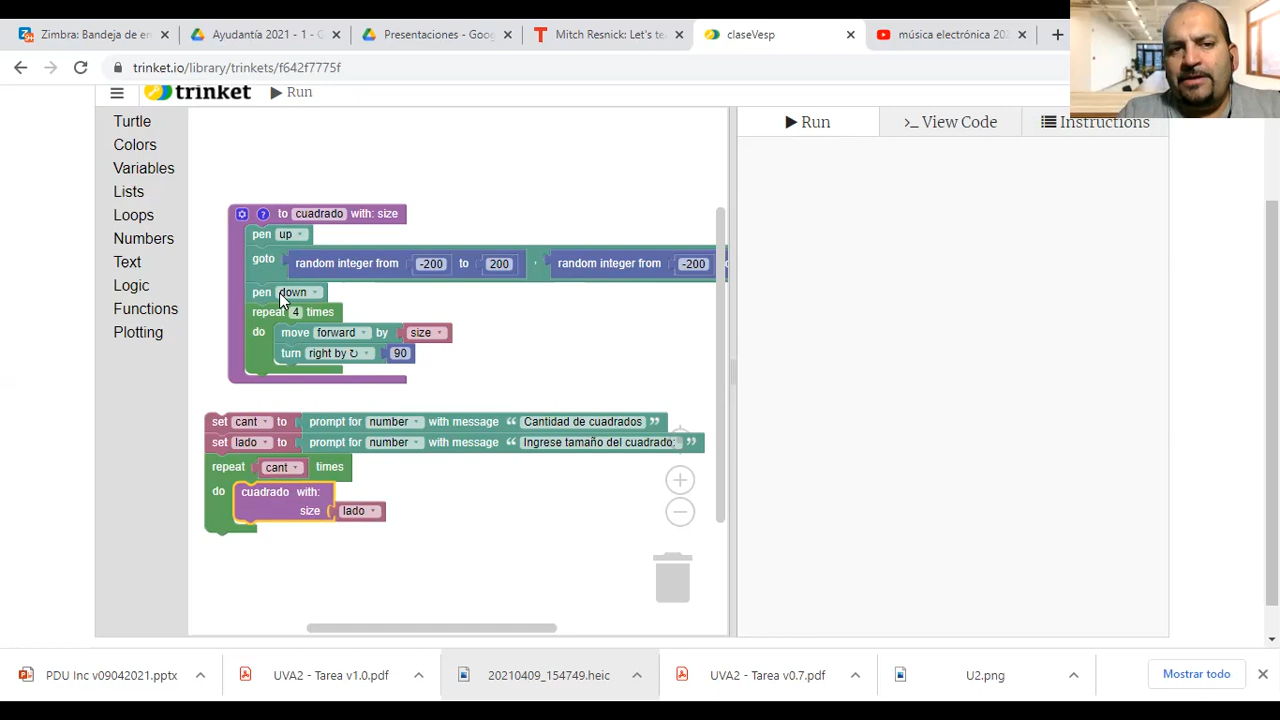 Zimbra: Bandeja de en
Ayudantía 2021 - 1 - G
Presentaciones - Goog
Mitch Resnick: Let's te
claseVesp
música electrónica 202
trinket.io/library/trinkets/f642f7775f
trinket Run
Turtle
Colors
Variables
Lists
Loops
Numbers
Text
Logic
Functions
Plotting
Run
View Code
Instructions
to cuadrado with: size
pen up
goto random integer from -200 to 200 , random integer from -200
pen down
repeat 4 times
do move forward by size
turn right by ↻ 90
set cant to prompt for number with message “ Cantidad de cuadrados ”
set lado to prompt for number with message “ Ingrese tamaño del cuadrado: ”
repeat cant times
do cuadrado with:
size lado
PDU Inc v09042021.pptx
UVA2 - Tarea v1.0.pdf
20210409_154749.heic
UVA2 - Tarea v0.7.pdf
U2.png
Mostrar todo